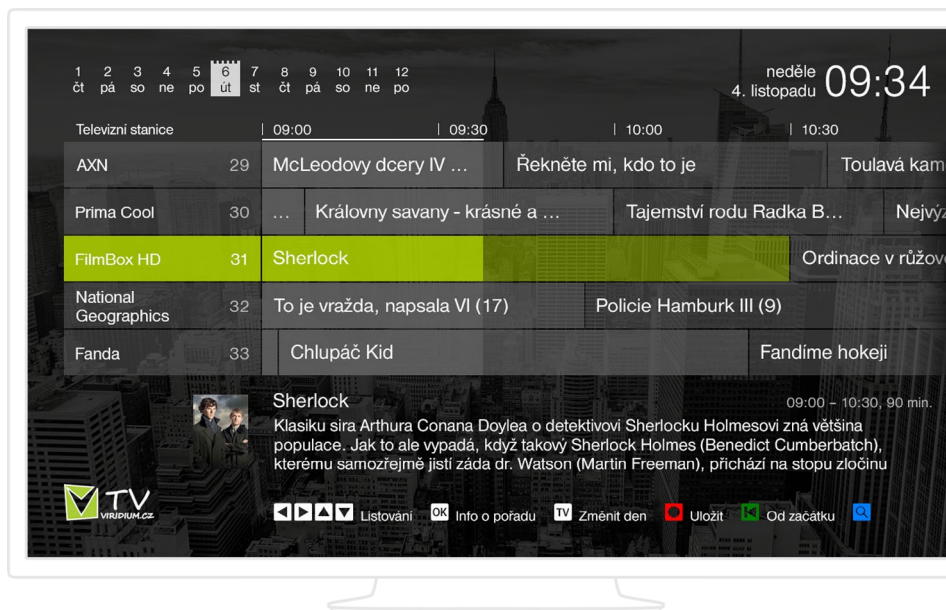 1 2 3 4 5 6 7 8 9 10 11 12
čt pá so ne po út st čt pá so ne po
neděle
4. listopadu 09:34
Televizní stanice | 09:00 | 09:30 | 10:00 | 10:30
AXN 29 McLeodovy dcery IV ... Řekněte mi, kdo to je Toulavá kam
Prima Cool 30 ... Královny savany - krásné a ... Tajemství rodu Radka B... Nejvýz
FilmBox HD 31 Sherlock Ordinace v růžové
National
Geographics 32 To je vražda, napsala VI (17) Policie Hamburk III (9)
Fanda 33 Chlupáč Kid Fandíme hokeji
Sherlock 09:00 – 10:30, 90 min.
Klasiku sira Arthura Conana Doylea o detektivovi Sherlocku Holmesovi zná většina
populace. Jak to ale vypadá, když takový Sherlock Holmes (Benedict Cumberbatch),
kterému samozřejmě jistí záda dr. Watson (Martin Freeman), přichází na stopu zločinu
TV
VIRIDIUM.CZ
Listování OK Info o pořadu TV Změnit den Uložit Od začátku